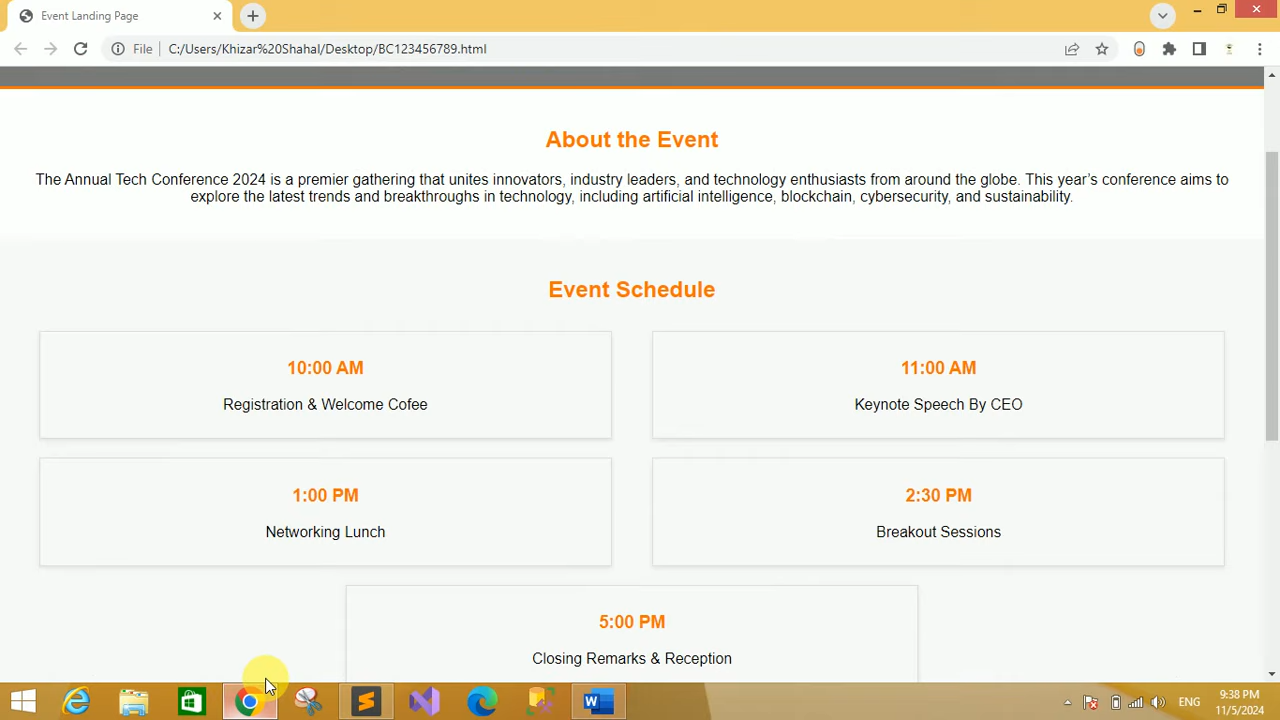 Event Landing Page
File
C:/Users/Khizar%20Shahal/Desktop/BC123456789.html
About the Event
The Annual Tech Conference 2024 is a premier gathering that unites innovators, industry leaders, and technology enthusiasts from around the globe. This year’s conference aims to
explore the latest trends and breakthroughs in technology, including artificial intelligence, blockchain, cybersecurity, and sustainability.
Event Schedule
10:00 AM
Registration & Welcome Cofee
11:00 AM
Keynote Speech By CEO
1:00 PM
Networking Lunch
2:30 PM
Breakout Sessions
5:00 PM
Closing Remarks & Reception
ENG
9:38 PM
11/5/2024